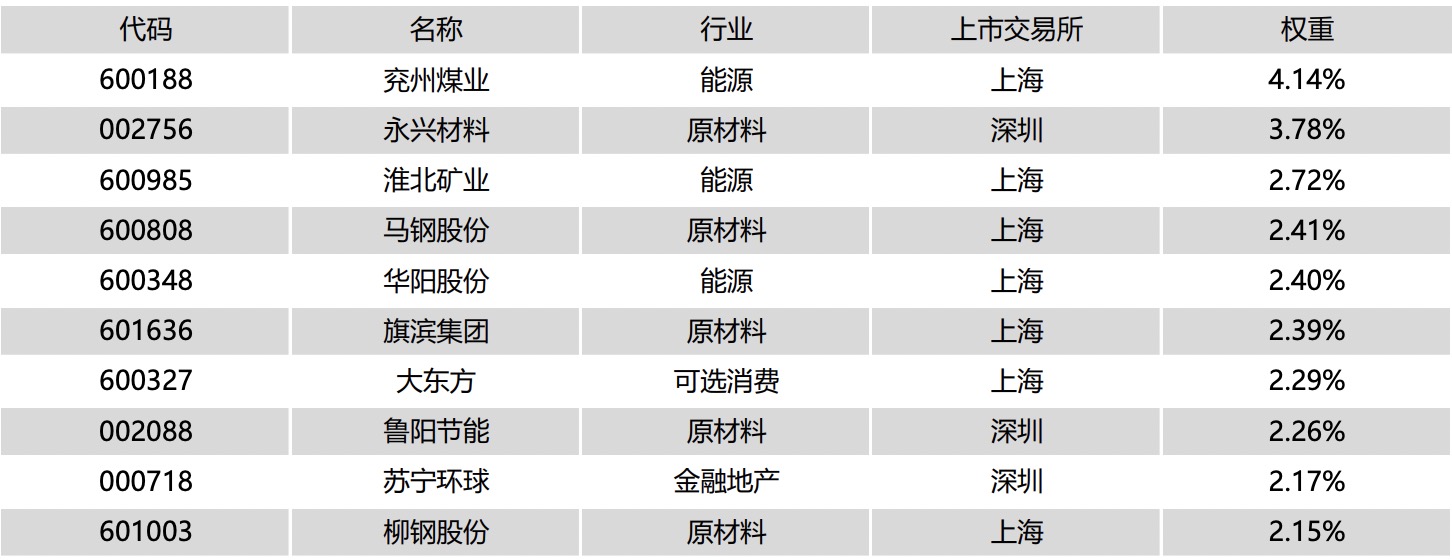 代码 名称 行业 上市交易所 权重
600188 兖州煤业 能源 上海 4.14%
002756 永兴材料 原材料 深圳 3.78%
600985 淮北矿业 能源 上海 2.72%
600808 马钢股份 原材料 上海 2.41%
600348 华阳股份 能源 上海 2.40%
601636 旗滨集团 原材料 上海 2.39%
600327 大东方 可选消费 上海 2.29%
002088 鲁阳节能 原材料 深圳 2.26%
000718 苏宁环球 金融地产 深圳 2.17%
601003 柳钢股份 原材料 上海 2.15%